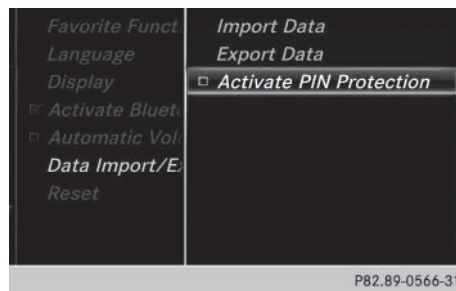 Favorite Funct
Language
Display
Activate Bluet
Automatic Vol
Data Import/E
Reset
Import Data
Export Data
Activate PIN Protection
P82.89-0566-31